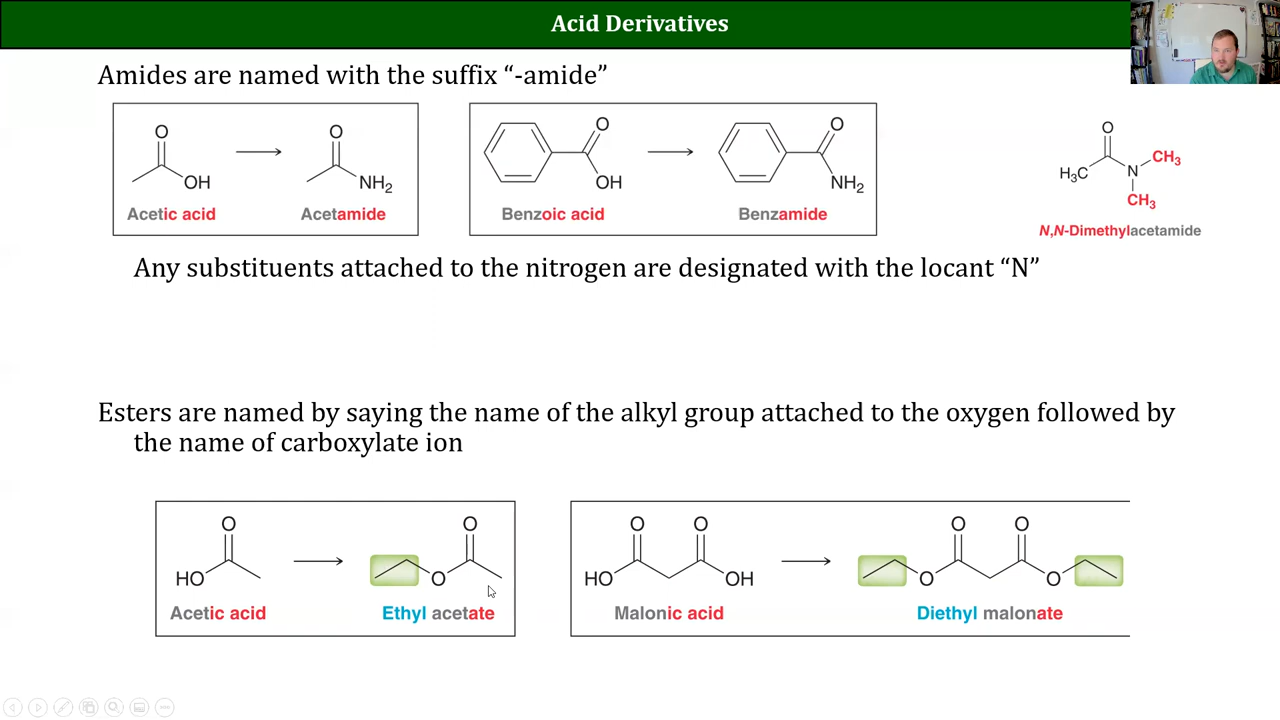 Acid Derivatives
Amides are named with the suffix “-amide”
O
OH
Acetic acid
O
NH₂
Acetamide
O
OH
Benzoic acid
O
NH₂
Benzamide
O
H₃C
N
CH₃
CH₃
N,N-Dimethylacetamide
Any substituents attached to the nitrogen are designated with the locant “N”
Esters are named by saying the name of the alkyl group attached to the oxygen followed by
the name of carboxylate ion
O
HO
Acetic acid
O
O
Ethyl acetate
O O
HO OH
Malonic acid
O O
O O
Diethyl malonate